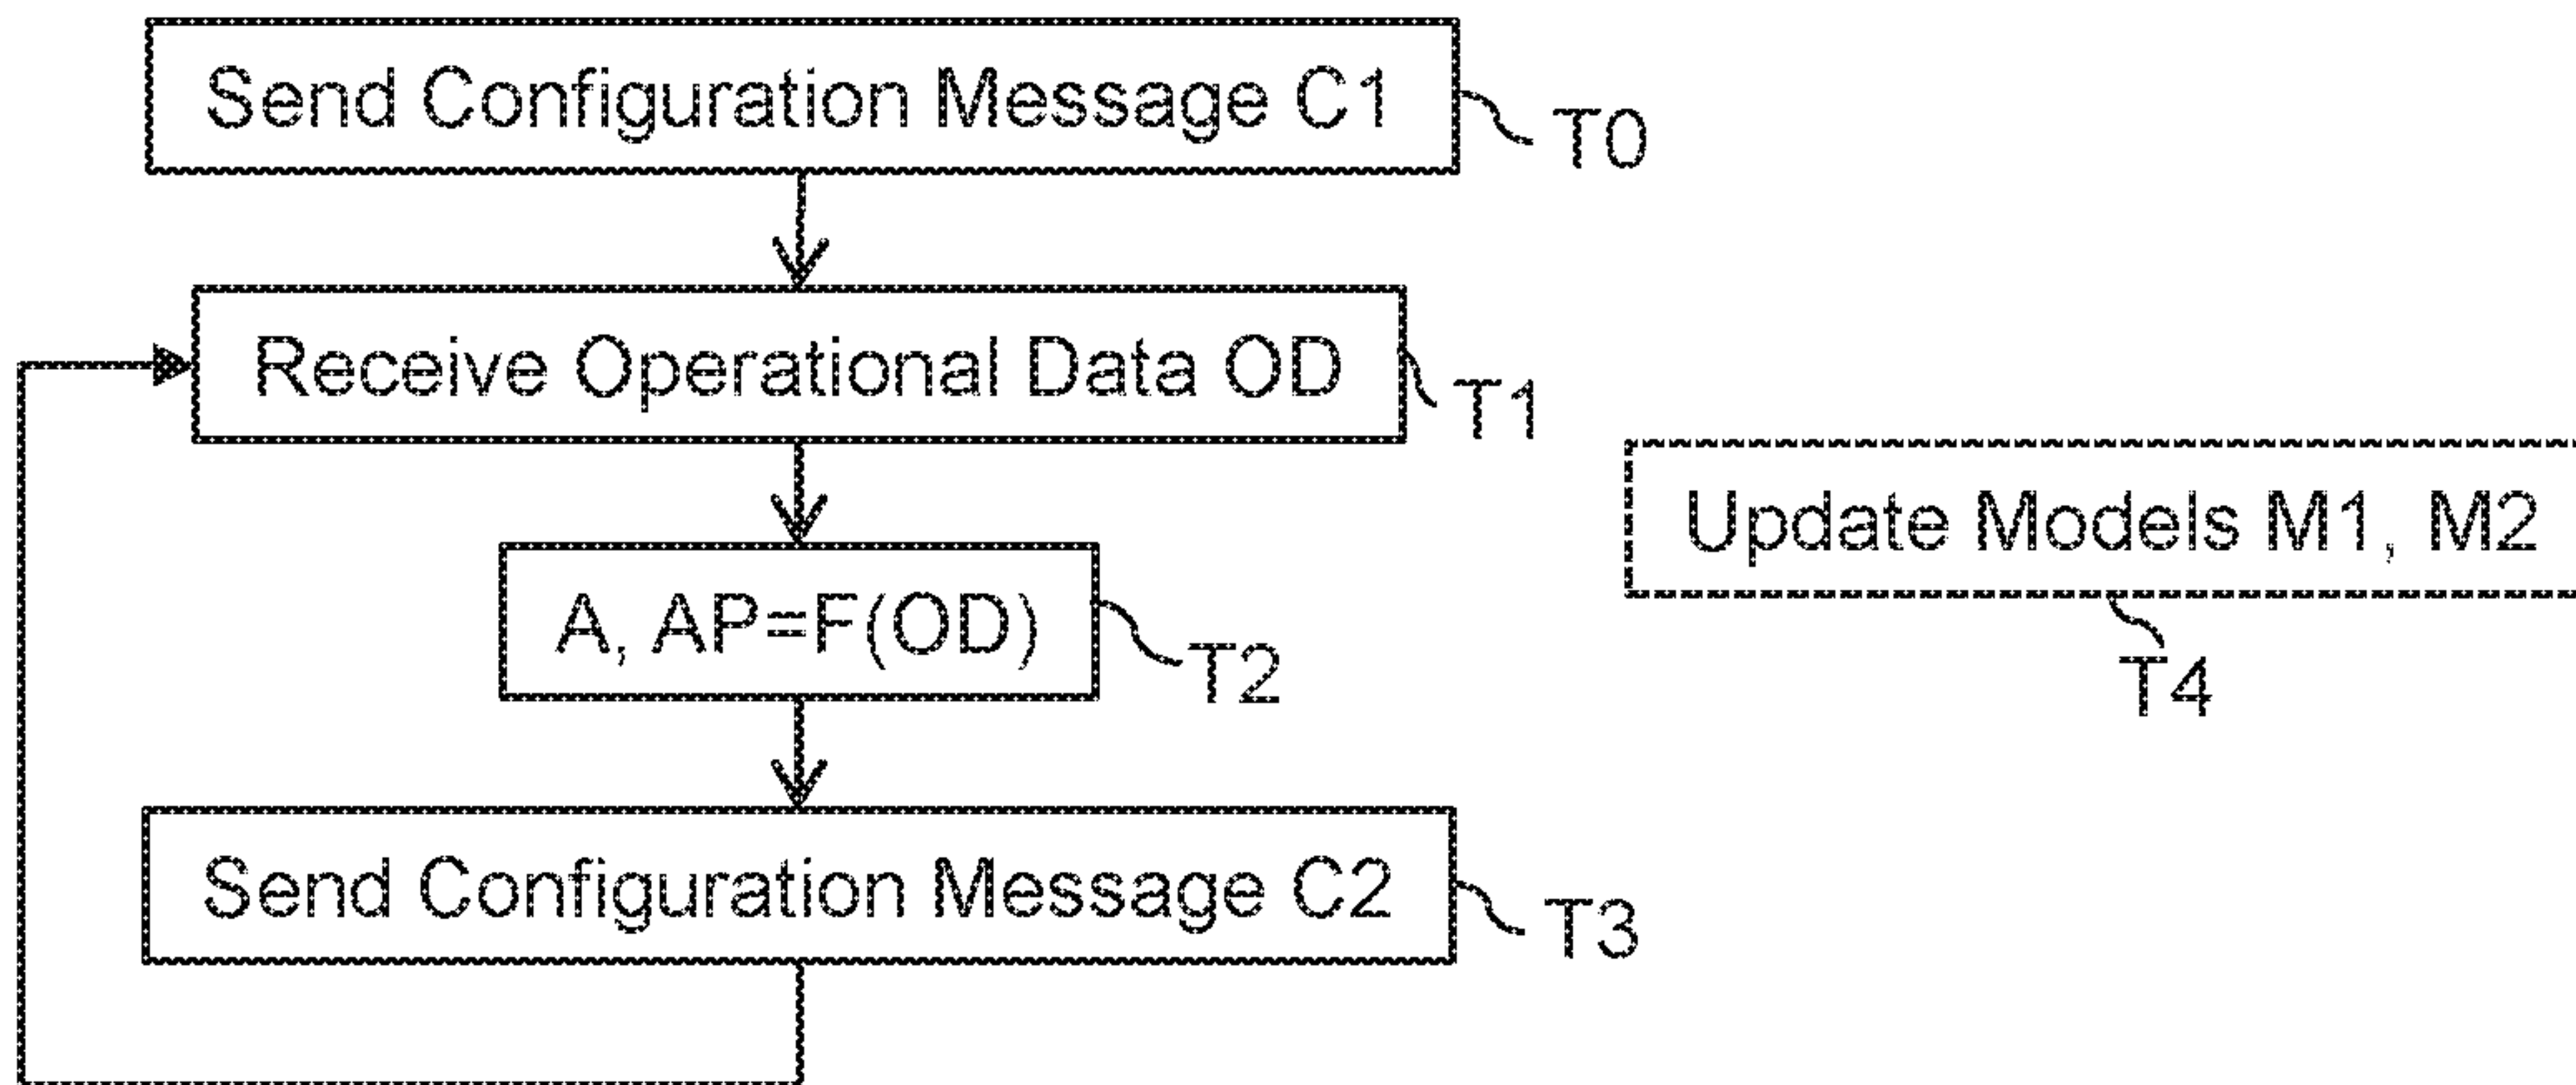 Send Configuration Message C1
T0
Receive Operational Data OD
T1
Update Models M1, M2
T4
A, AP=F(OD)
T2
Send Configuration Message C2
T3